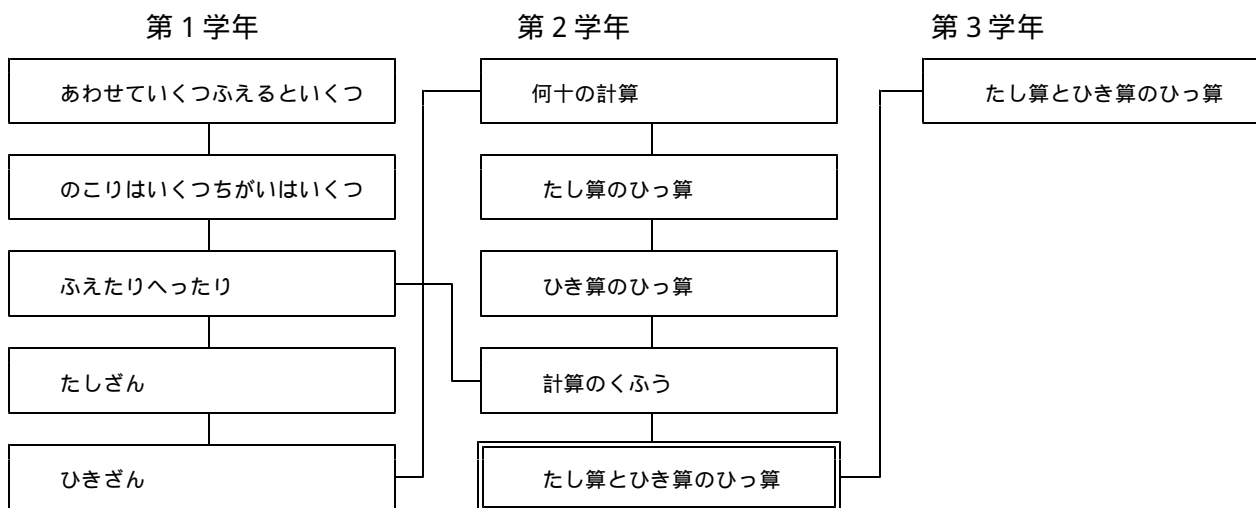 第１学年
あわせていくつふえるといくつ
のこりはいくつちがいはいくつ
ふえたりへったり
たしざん
ひきざん
第２学年
何十の計算
たし算のひっ算
ひき算のひっ算
計算のくふう
たし算とひき算のひっ算
第３学年
たし算とひき算のひっ算